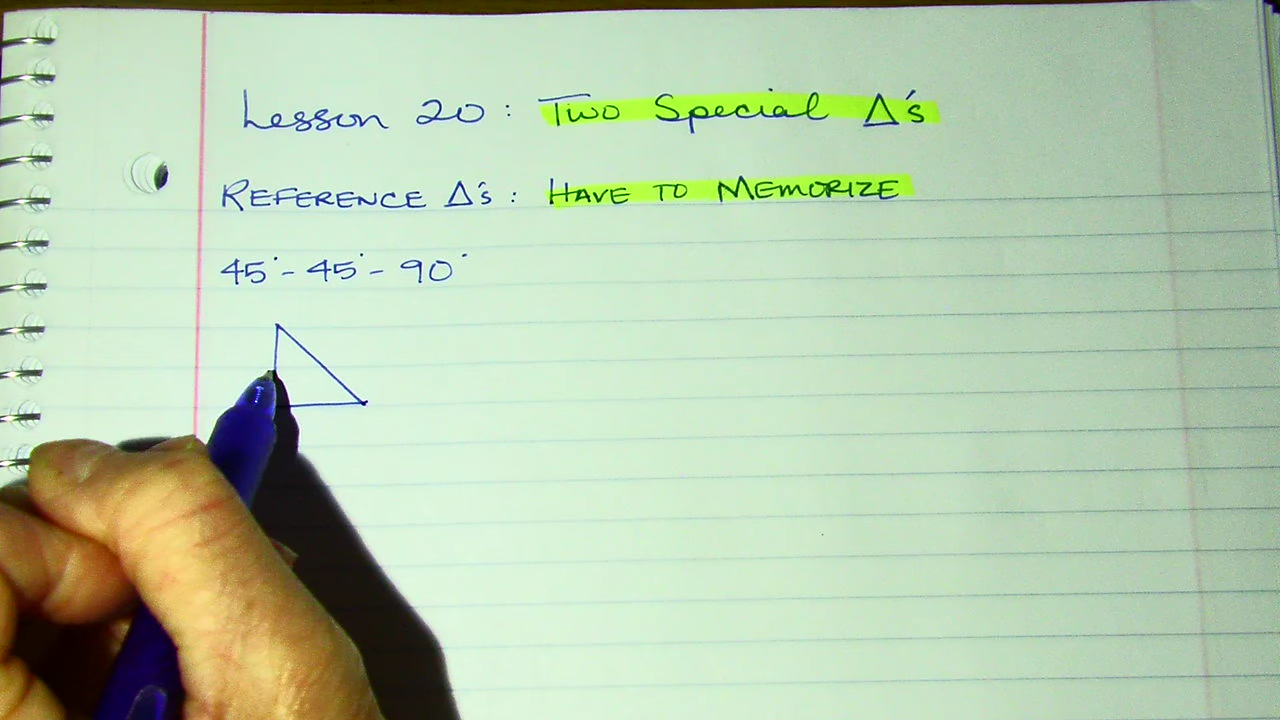 Lesson 20: Two Special Δ's
REFERENCE Δ's: HAVE TO MEMORIZE
45°- 45°- 90°